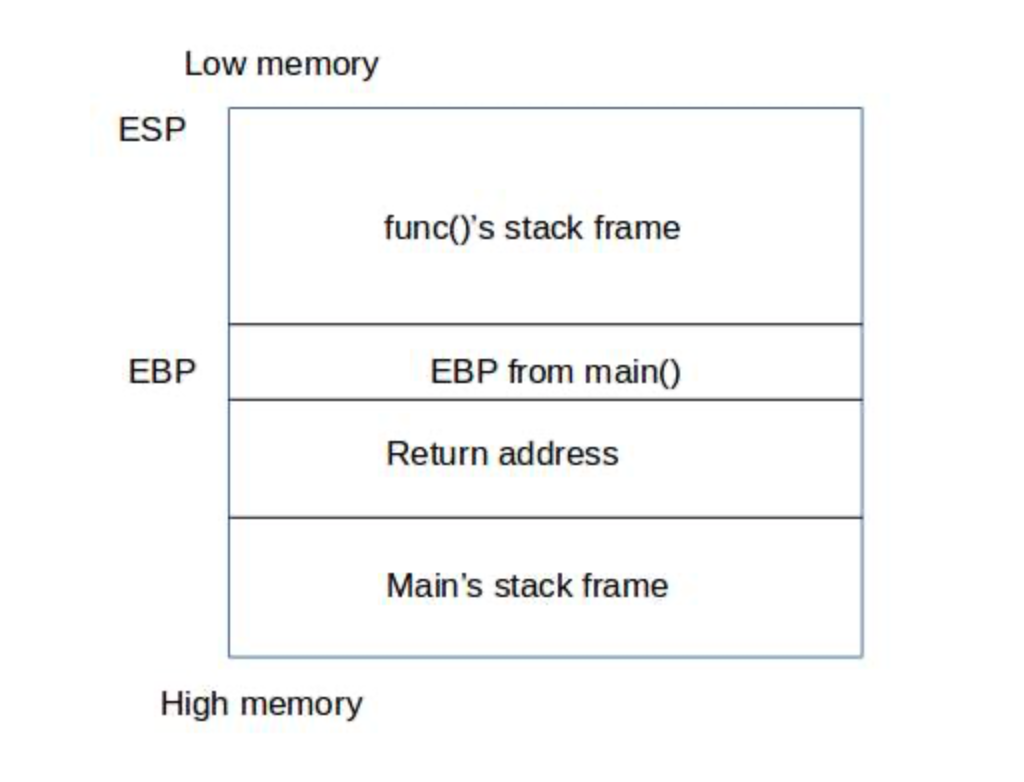 Low memory
ESP
func()’s stack frame
EBP
EBP from main()
Return address
Main’s stack frame
High memory